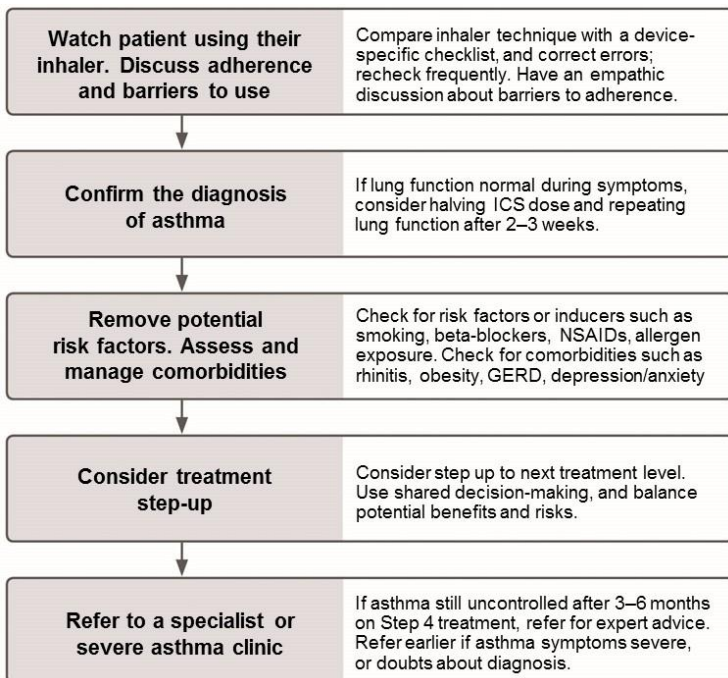 Watch patient using their
inhaler. Discuss adherence
and barriers to use
Compare inhaler technique with a device-
specific checklist, and correct errors;
recheck frequently. Have an empathic
discussion about barriers to adherence.
Confirm the diagnosis
of asthma
If lung function normal during symptoms,
consider halving ICS dose and repeating
lung function after 2–3 weeks.
Remove potential
risk factors. Assess and
manage comorbidities
Check for risk factors or inducers such as
smoking, beta-blockers, NSAIDs, allergen
exposure. Check for comorbidities such as
rhinitis, obesity, GERD, depression/anxiety
Consider treatment
step-up
Consider step up to next treatment level.
Use shared decision-making, and balance
potential benefits and risks.
Refer to a specialist or
severe asthma clinic
If asthma still uncontrolled after 3–6 months
on Step 4 treatment, refer for expert advice.
Refer earlier if asthma symptoms severe,
or doubts about diagnosis.